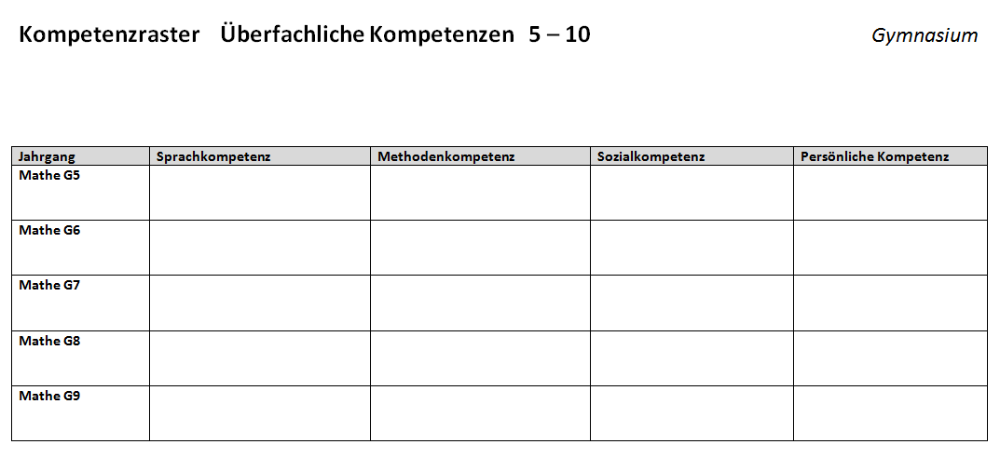 Kompetenzraster Überfachliche Kompetenzen 5 – 10 Gymnasium
Jahrgang Sprachkompetenz Methodenkompetenz Sozialkompetenz Persönliche Kompetenz
Mathe G5
Mathe G6
Mathe G7
Mathe G8
Mathe G9